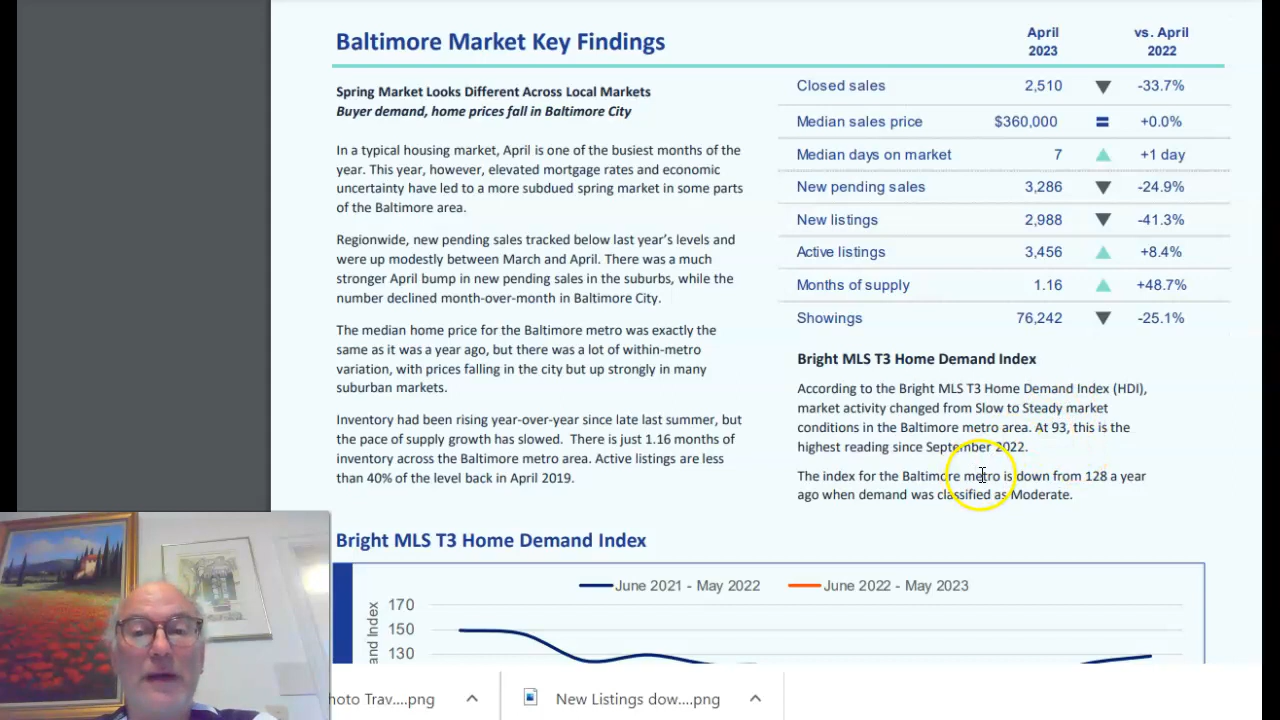 Baltimore Market Key Findings
April
2023
vs. April
2022
Spring Market Looks Different Across Local Markets
Buyer demand, home prices fall in Baltimore City
In a typical housing market, April is one of the busiest months of the
year. This year, however, elevated mortgage rates and economic
uncertainty have led to a more subdued spring market in some parts
of the Baltimore area.
Regionwide, new pending sales tracked below last year's levels and
were up modestly between March and April. There was a much
stronger April bump in new pending sales in the suburbs, while the
number declined month-over-month in Baltimore City.
The median home price for the Baltimore metro was exactly the
same as it was a year ago, but there was a lot of within-metro
variation, with prices falling in the city but up strongly in many
suburban markets.
Inventory had been rising year-over-year since late last summer, but
the pace of supply growth has slowed. There is just 1.16 months of
inventory across the Baltimore metro area. Active listings are less
than 40% of the level back in April 2019.
Closed sales 2,510 -33.7%
Median sales price $360,000 +0.0%
Median days on market 7 +1 day
New pending sales 3,286 -24.9%
New listings 2,988 -41.3%
Active listings 3,456 +8.4%
Months of supply 1.16 +48.7%
Showings 76,242 -25.1%
Bright MLS T3 Home Demand Index
According to the Bright MLS T3 Home Demand Index (HDI),
market activity changed from Slow to Steady market
conditions in the Baltimore metro area. At 93, this is the
highest reading since September 2022.
The index for the Baltimore metro is down from 128 a year
ago when demand was classified as Moderate.
Bright MLS T3 Home Demand Index
June 2021 - May 2022 June 2022 - May 2023
170
150
130
and Index
hoto Trav....png
New Listings dow....png